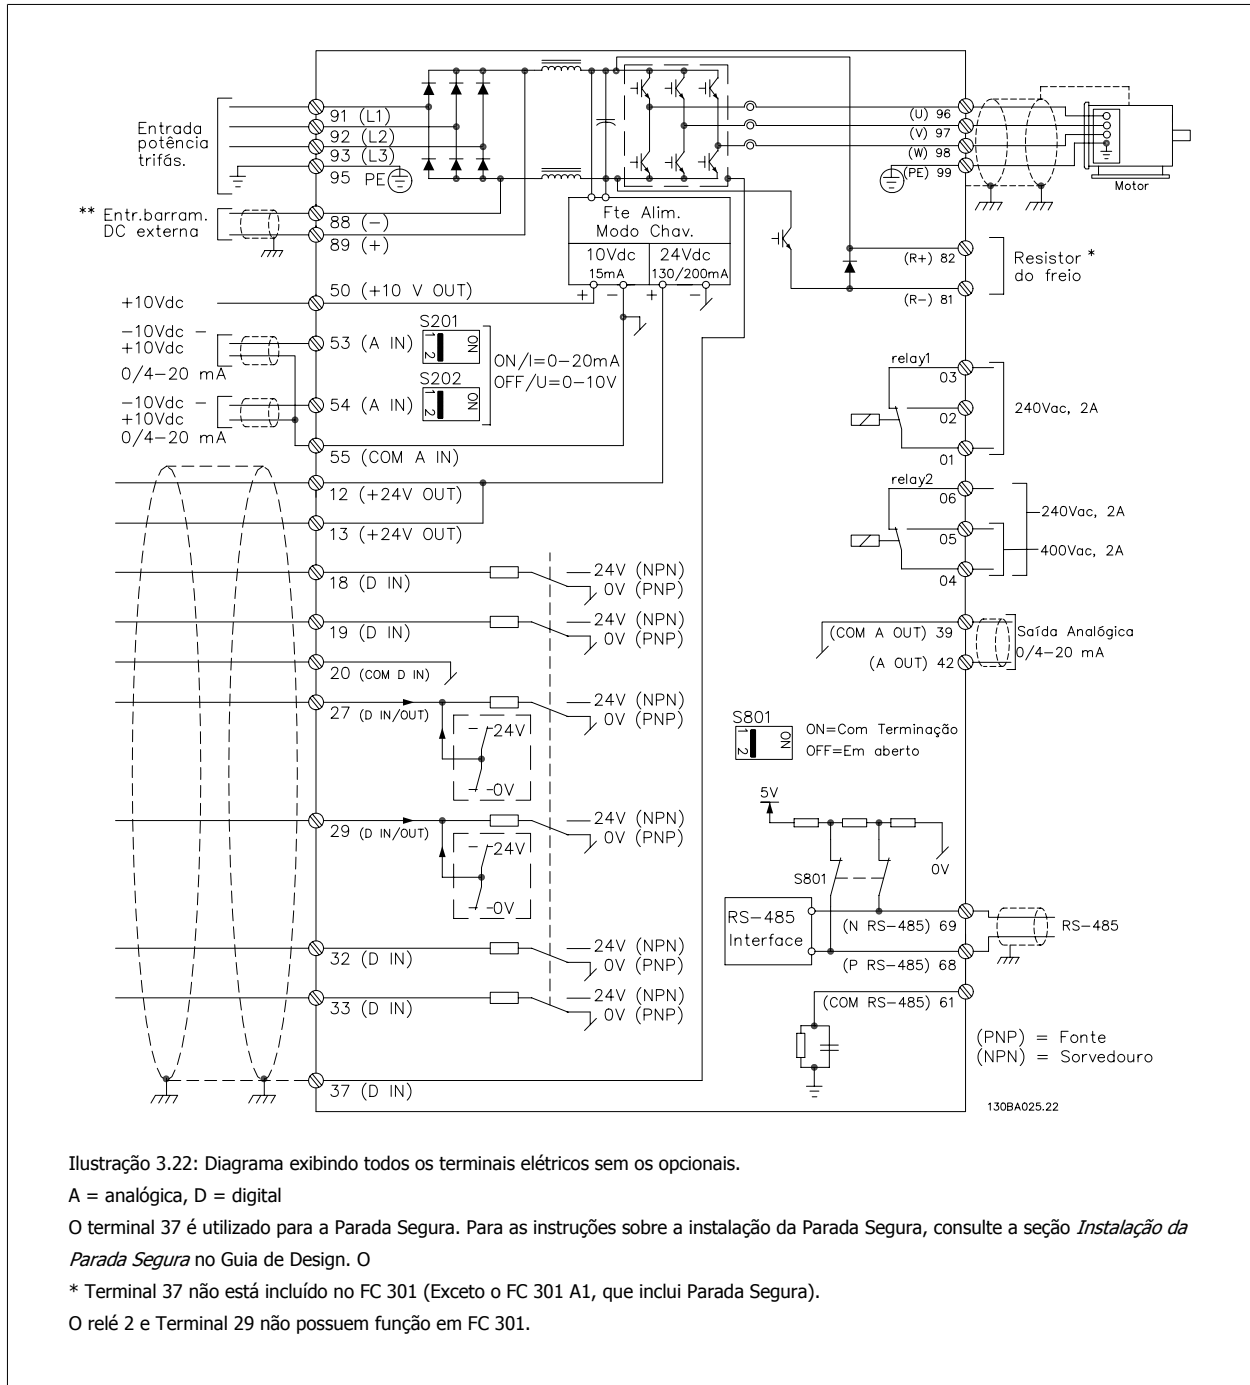 Entrada
potência
trifás.
91 (L1)
92 (L2)
93 (L3)
95 PE
** Entr.barram.
DC externa
88 (−)
89 (+)
+10Vdc
50 (+10 V OUT)
−10Vdc −
+10Vdc
0/4−20 mA
53 (A IN)
S201
1 2
ON
−10Vdc −
+10Vdc
0/4−20 mA
54 (A IN)
S202
1 2
ON
ON/I=0−20mA
OFF/U=0−10V
55 (COM A IN)
12 (+24V OUT)
13 (+24V OUT)
18 (D IN)
24V (NPN)
0V (PNP)
19 (D IN)
24V (NPN)
0V (PNP)
20 (COM D IN)
27 (D IN/OUT)
24V (NPN)
0V (PNP)
24V
0V
29 (D IN/OUT)
24V (NPN)
0V (PNP)
24V
0V
32 (D IN)
24V (NPN)
0V (PNP)
33 (D IN)
24V (NPN)
0V (PNP)
37 (D IN)
Fte Alim.
Modo Chav.
10Vdc
15mA
24Vdc
130/200mA
+ − + −
(U) 96
(V) 97
(W) 98
(PE) 99
Motor
(R+) 82
(R−) 81
Resistor *
do freio
relay1
03
02
01
240Vac, 2A
relay2
06
05
04
240Vac, 2A
400Vac, 2A
(COM A OUT) 39
(A OUT) 42
Saída Analógica
0/4−20 mA
S801
1 2
ON
ON=Com Terminação
OFF=Em aberto
5V
S801
0V
RS−485
Interface
(N RS−485) 69
(P RS−485) 68
RS−485
(COM RS−485) 61
(PNP) = Fonte
(NPN) = Sorvedouro
130BA025.22
Ilustração 3.22: Diagrama exibindo todos os terminais elétricos sem os opcionais.
A = analógica, D = digital
O terminal 37 é utilizado para a Parada Segura. Para as instruções sobre a instalação da Parada Segura, consulte a seção Instalação da
Parada Segura no Guia de Design. O
* Terminal 37 não está incluído no FC 301 (Exceto o FC 301 A1, que inclui Parada Segura).
O relé 2 e Terminal 29 não possuem função em FC 301.